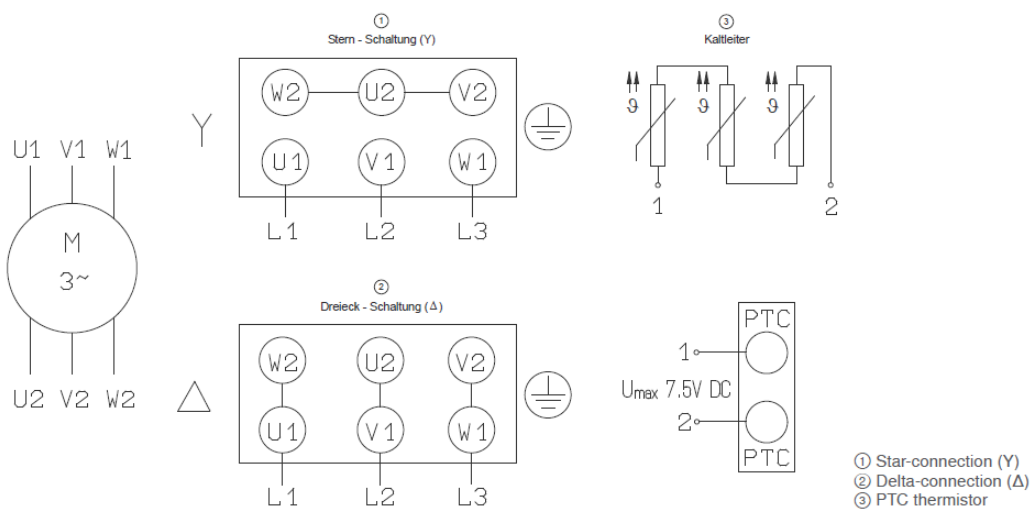 ①
Stern - Schaltung (Y)
W2 U2 V2
U1 V1 W1
L1 L2 L3
Y
③
Kaltleiter
ϑ ϑ ϑ
1 2
U1 V1 W1
M
3~
U2 V2 W2
②
Dreieck - Schaltung (Δ)
W2 U2 V2
U1 V1 W1
L1 L2 L3
△
PTC
1
Umax 7.5V DC
2
PTC
① Star-connection (Y)
② Delta-connection (Δ)
③ PTC thermistor